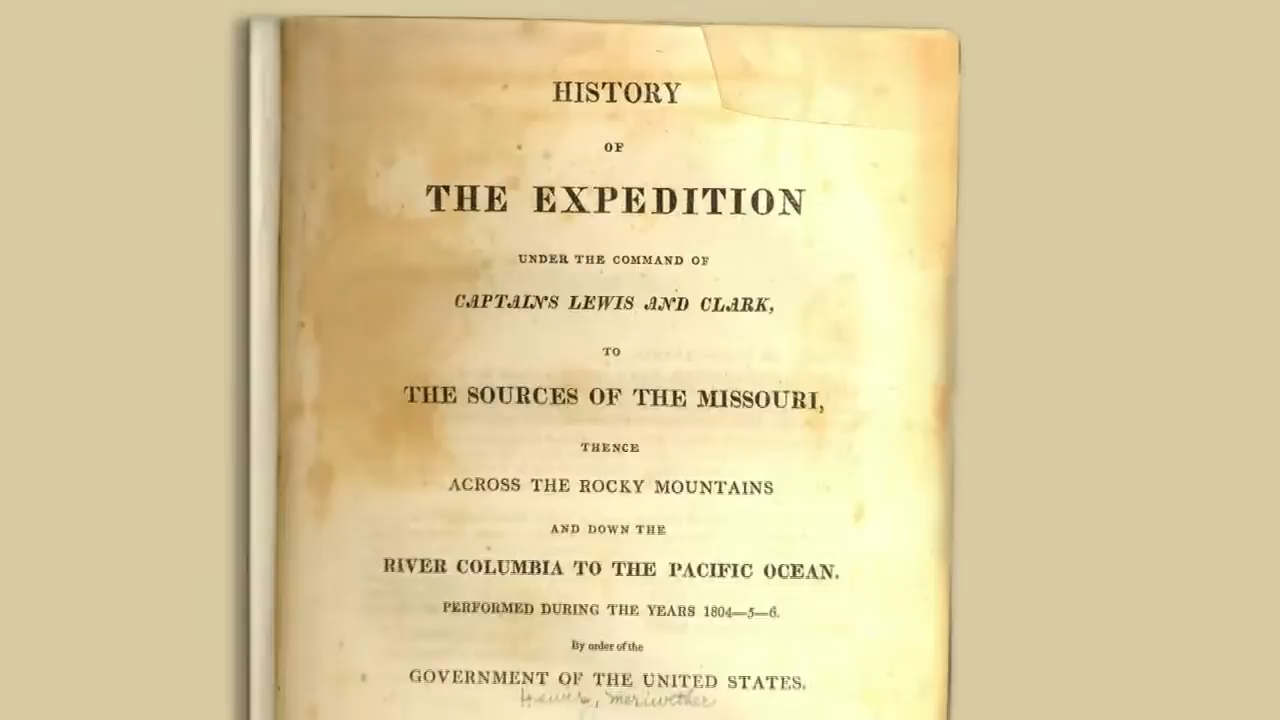 HISTORY
OF
THE EXPEDITION
UNDER THE COMMAND OF
CAPTAINS LEWIS AND CLARK,
TO
THE SOURCES OF THE MISSOURI,
THENCE
ACROSS THE ROCKY MOUNTAINS
AND DOWN THE
RIVER COLUMBIA TO THE PACIFIC OCEAN.
PERFORMED DURING THE YEARS 1804—5—6.
By order of the
GOVERNMENT OF THE UNITED STATES.
Lewis, Meriwether